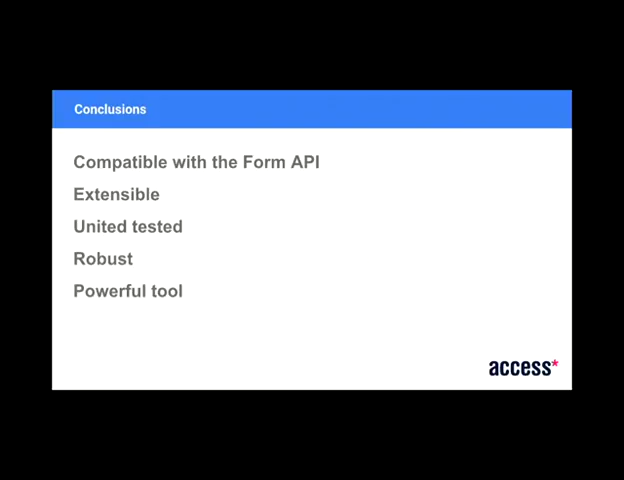 Conclusions
Compatible with the Form API
Extensible
United tested
Robust
Powerful tool
access*